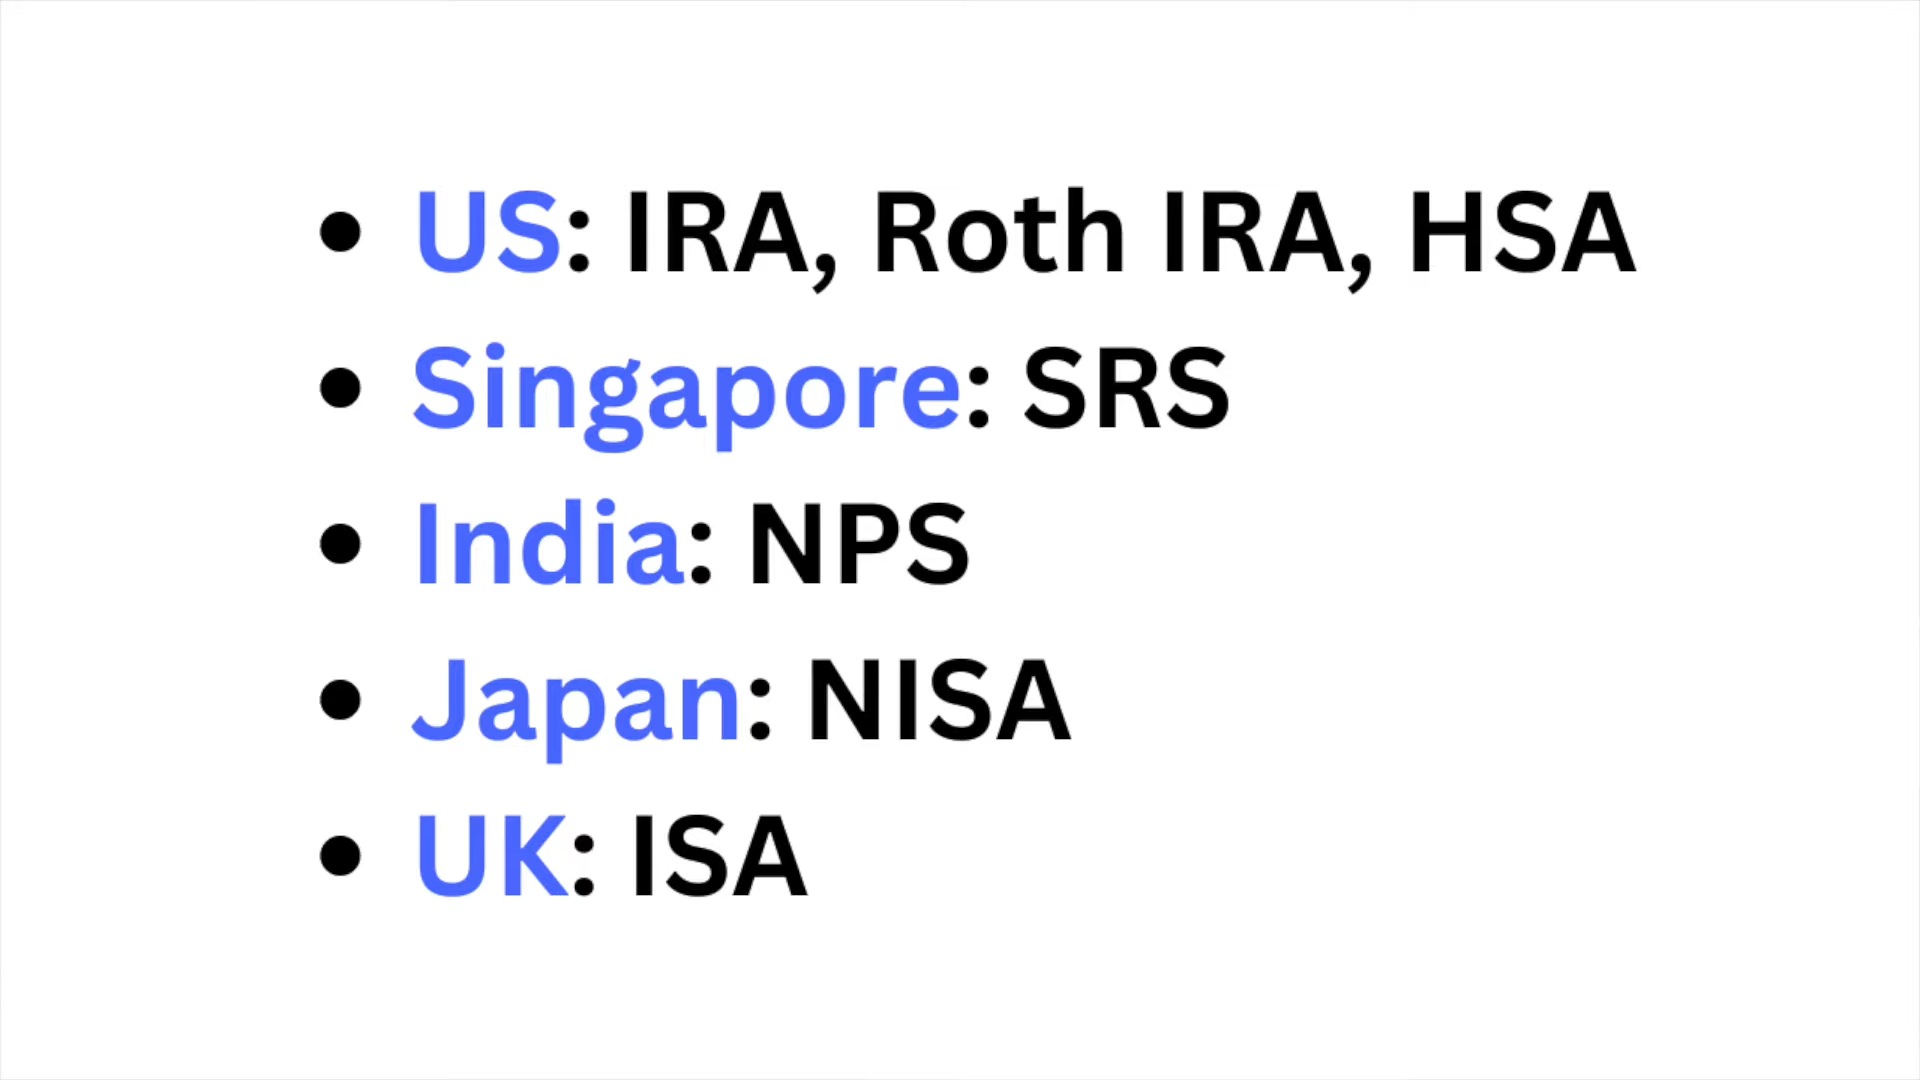 • US: IRA, Roth IRA, HSA
• Singapore: SRS
• India: NPS
• Japan: NISA
• UK: ISA